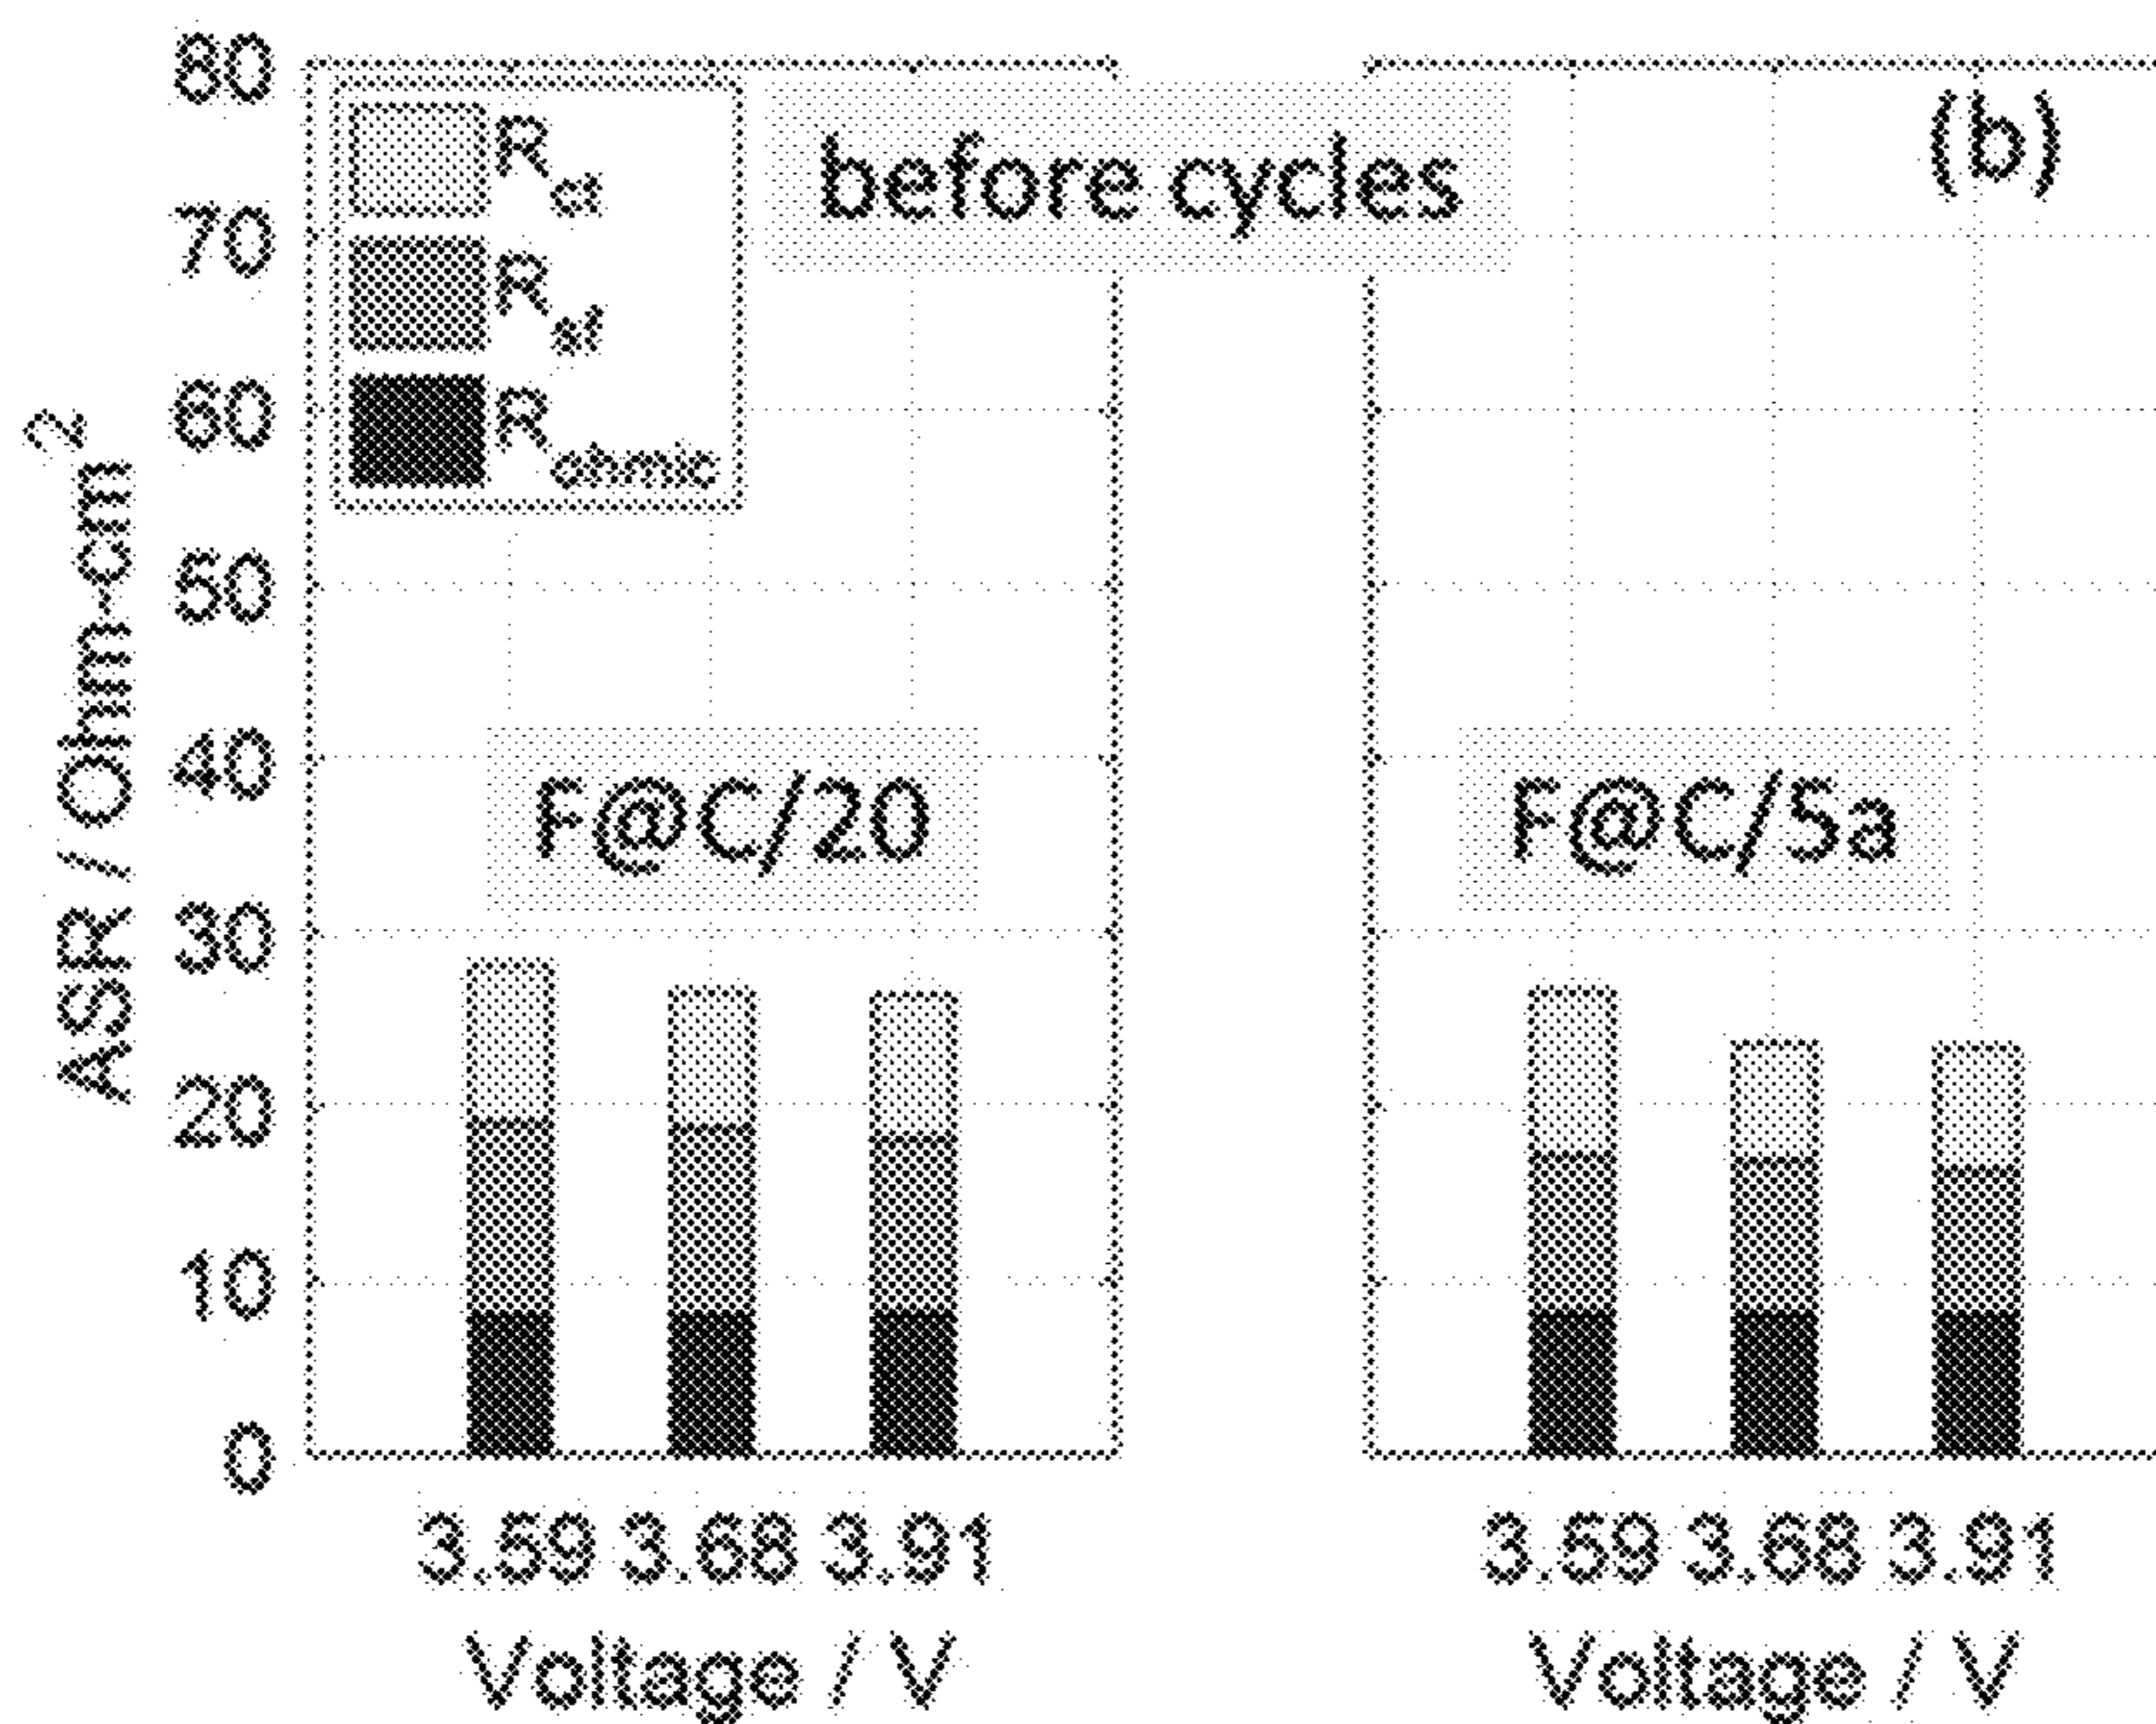 80
70
60
50
40
30
20
10
0
ASR / Ohm-cm²
R_ct
R_sf
R_ohmic
before cycles
(b)
F@C/20
F@C/5a
3.59 3.68 3.91
3.59 3.68 3.91
Voltage / V
Voltage / V